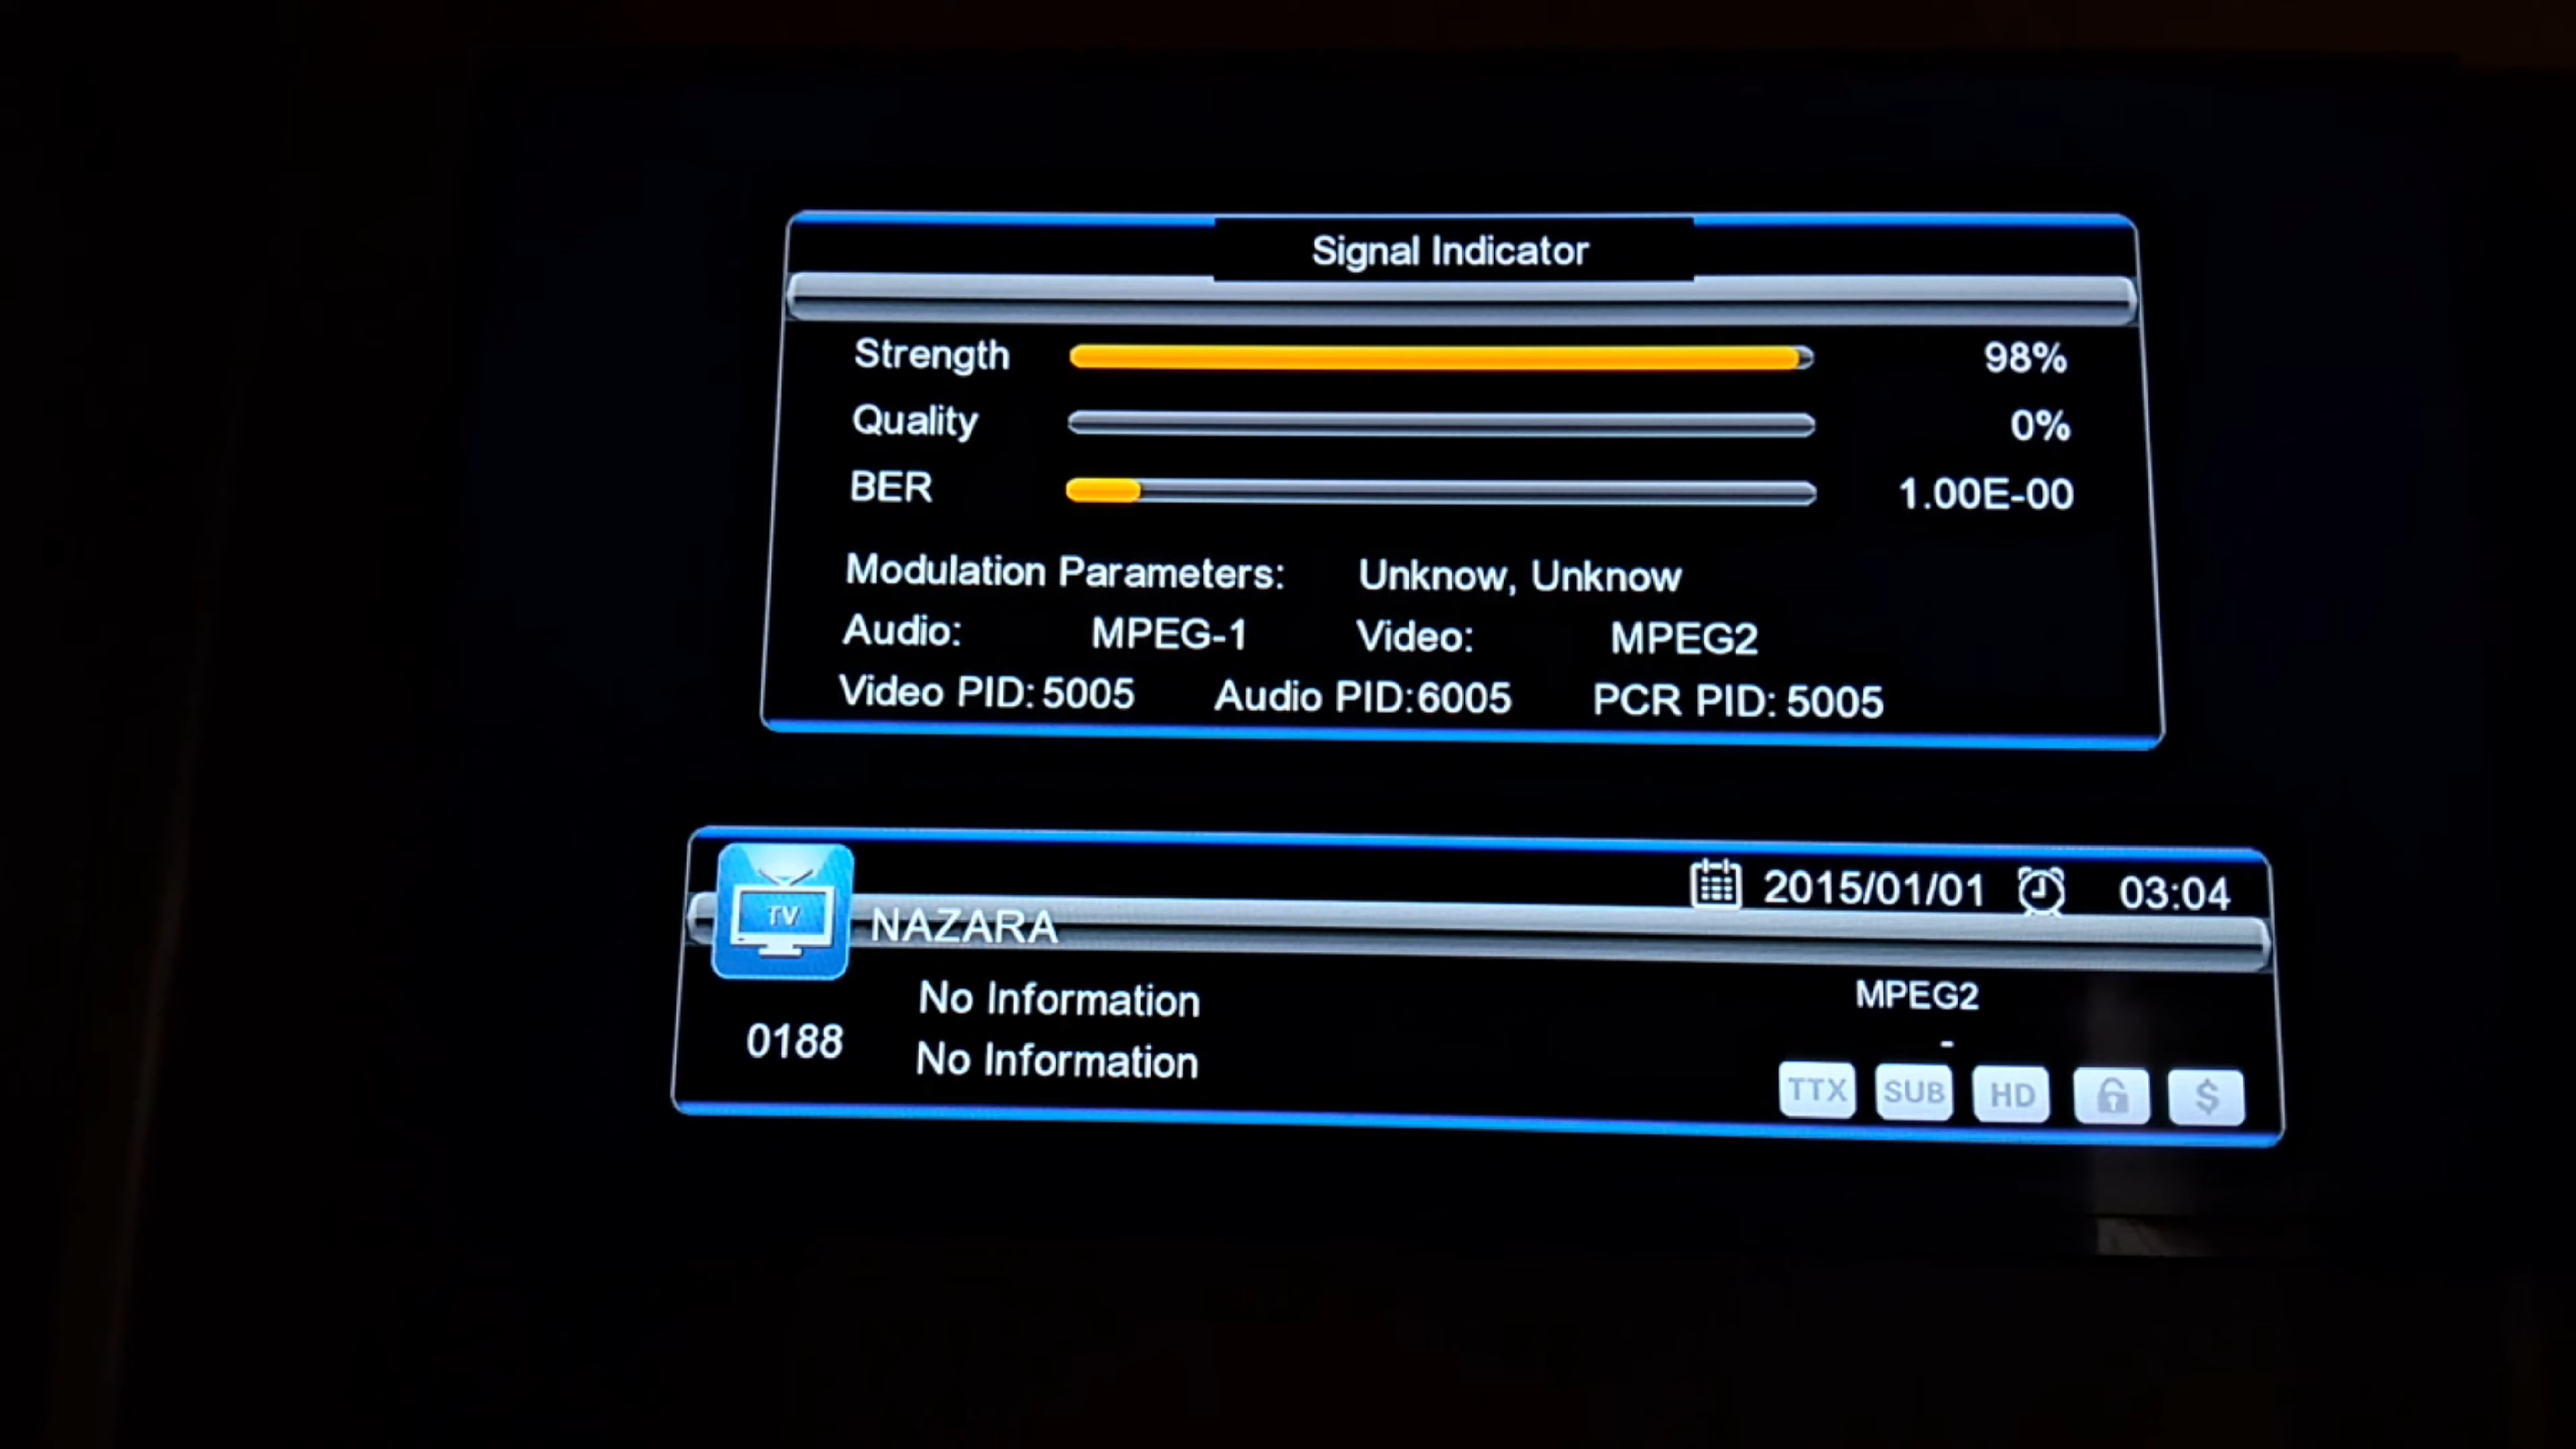 Signal Indicator
Strength 98%
Quality 0%
BER 1.00E-00
Modulation Parameters: Unknow, Unknow
Audio: MPEG-1 Video: MPEG2
Video PID: 5005 Audio PID:6005 PCR PID: 5005
2015/01/01 03:04
TV NAZARA
No Information MPEG2
0188 -
No Information
TTX SUB HD $